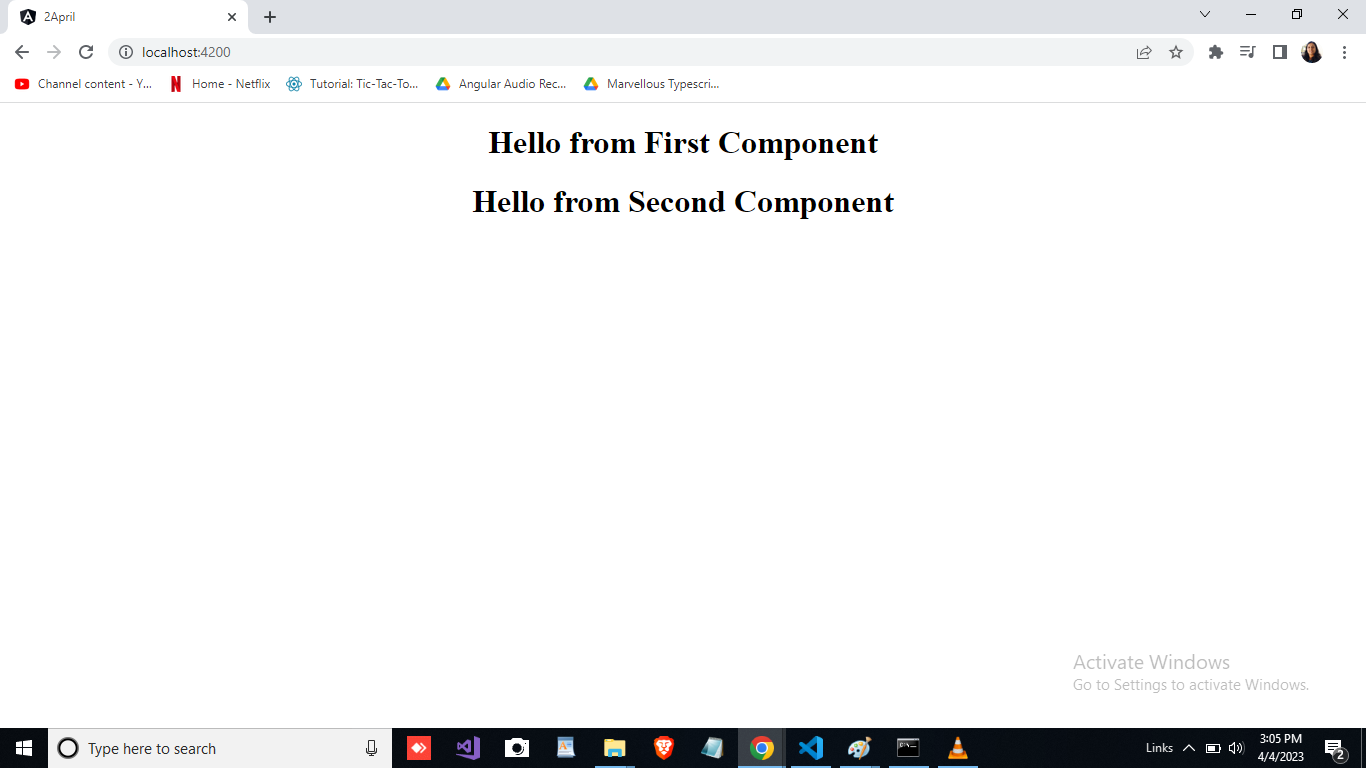 2April
localhost:4200
Channel content - Y...
Home - Netflix
Tutorial: Tic-Tac-To...
Angular Audio Rec...
Marvellous Typescri...
Hello from First Component
Hello from Second Component
Activate Windows
Go to Settings to activate Windows.
Type here to search
Links
3:05 PM
4/4/2023
2